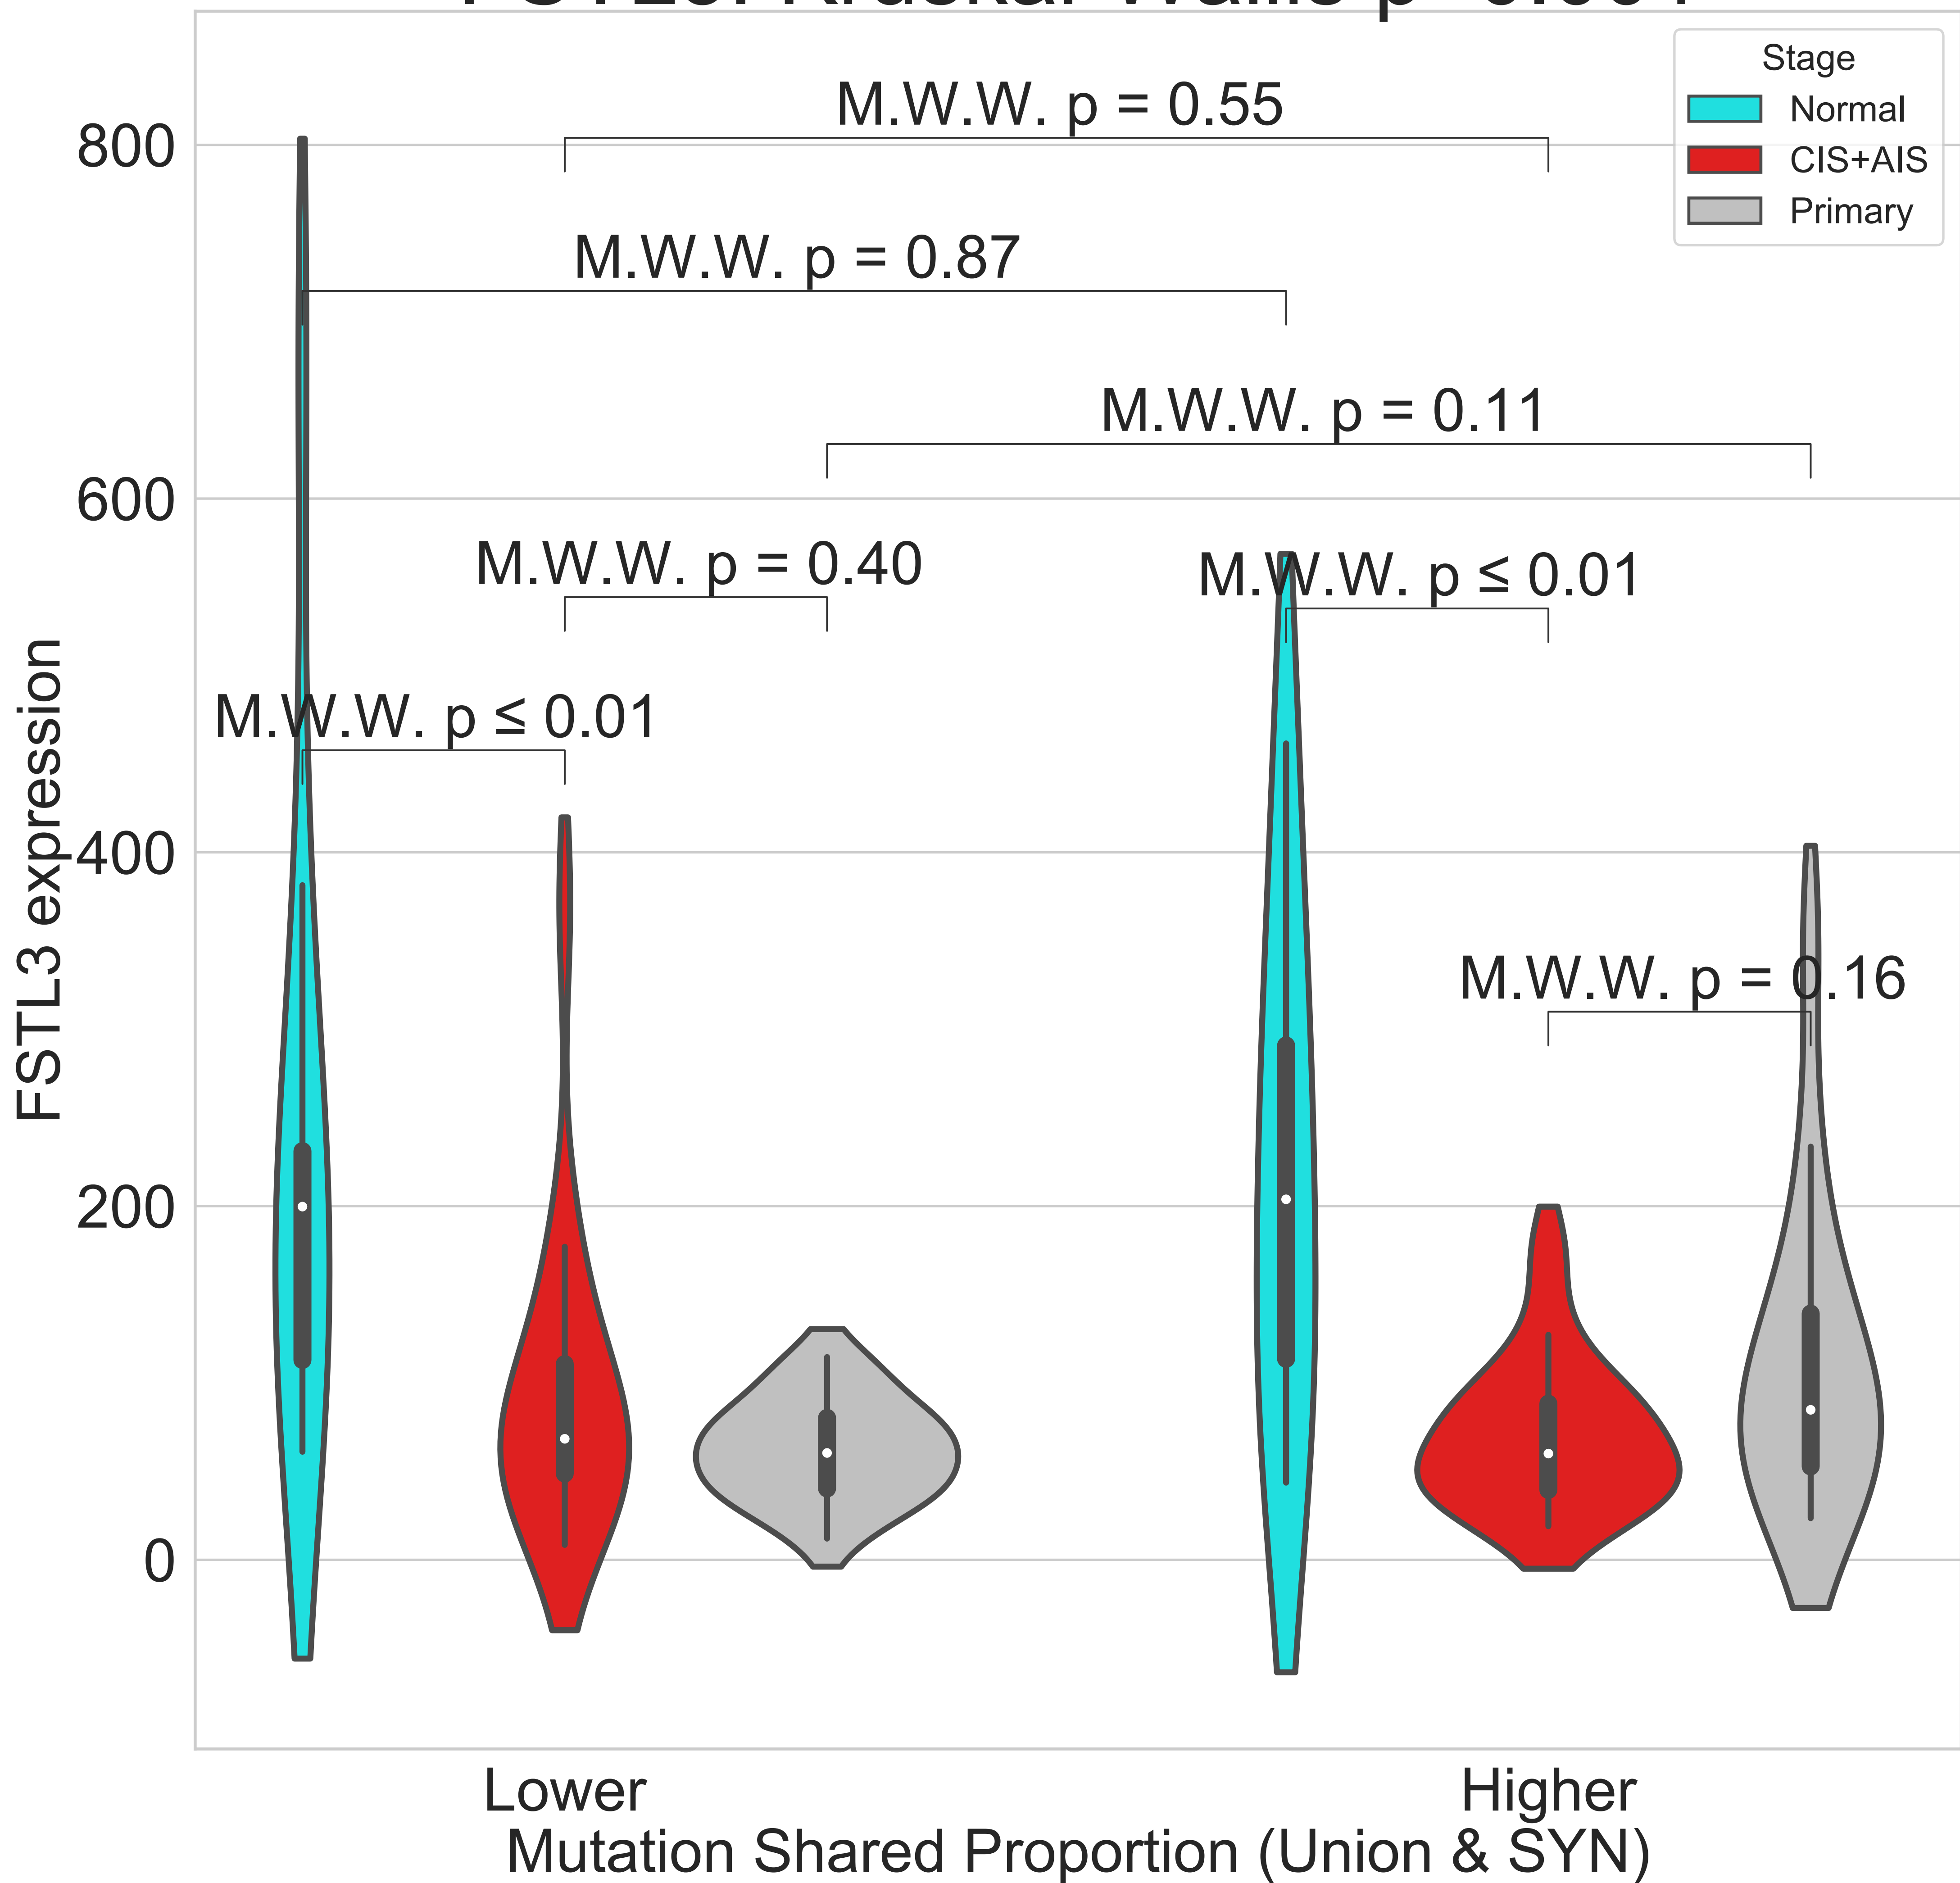 Stage
Normal
CIS+AIS
Primary
M.W.W. p = 0.55
M.W.W. p = 0.87
M.W.W. p = 0.11
M.W.W. p = 0.40
M.W.W. p ≤ 0.01
M.W.W. p ≤ 0.01
M.W.W. p = 0.16
800
600
400
200
0
FSTL3 expression
Lower
Higher
Mutation Shared Proportion (Union & SYN)